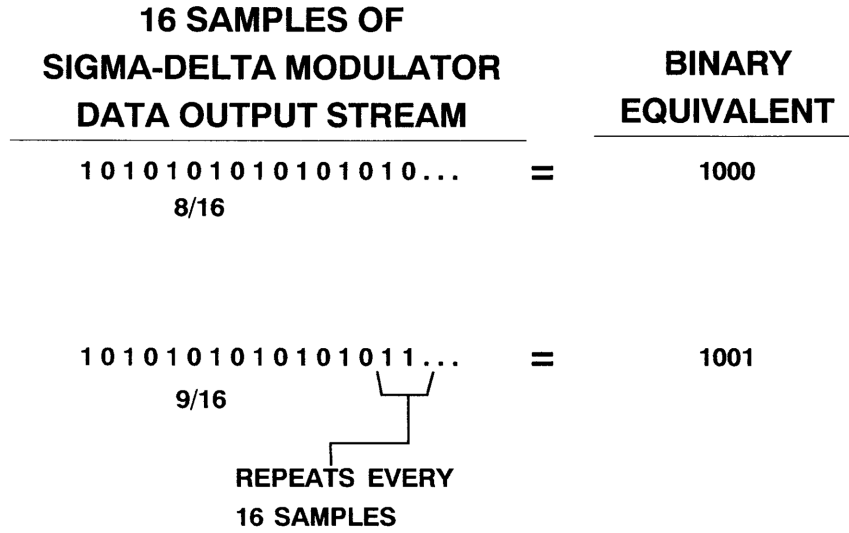 16 SAMPLES OF
SIGMA-DELTA MODULATOR
DATA OUTPUT STREAM
BINARY
EQUIVALENT
1 0 1 0 1 0 1 0 1 0 1 0 1 0 1 0 . . . = 1000
8/16
1 0 1 0 1 0 1 0 1 0 1 0 1 0 1 1 . . . = 1001
9/16
REPEATS EVERY
16 SAMPLES